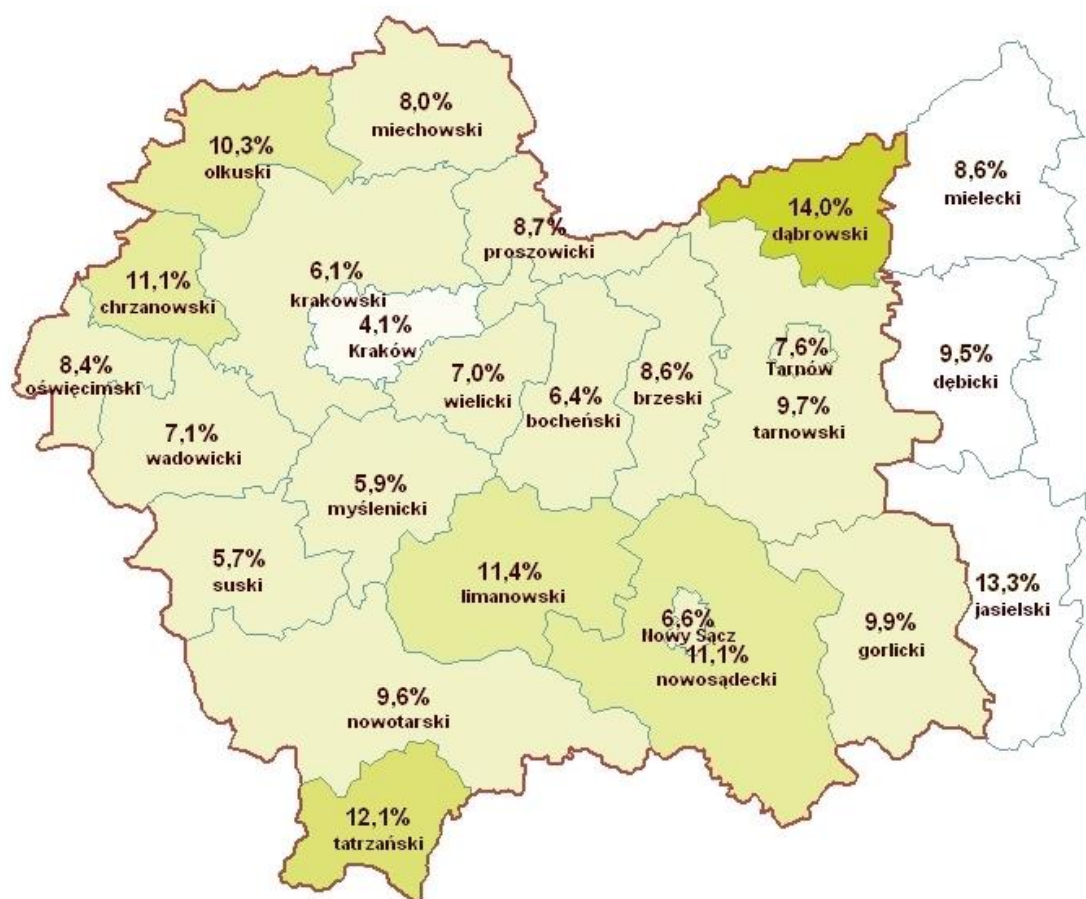 8,0%
miechowski
10,3%
olkuski
8,6%
mielecki
14,0%
dąbrowski
8,7%
proszowicki
6,1%
krakowski
11,1%
chrzanowski
4,1%
Kraków
7,6%
Tarnów
9,5%
dębicki
8,4%
oświęcimski
7,0%
wielicki
6,4%
bocheński
8,6%
brzeski
9,7%
tarnowski
7,1%
wadowicki
5,9%
myślenicki
5,7%
suski
11,4%
limanowski
13,3%
jasielski
6,6%
Nowy Sącz
11,1%
nowosądecki
9,9%
gorlicki
9,6%
nowotarski
12,1%
tatrzański